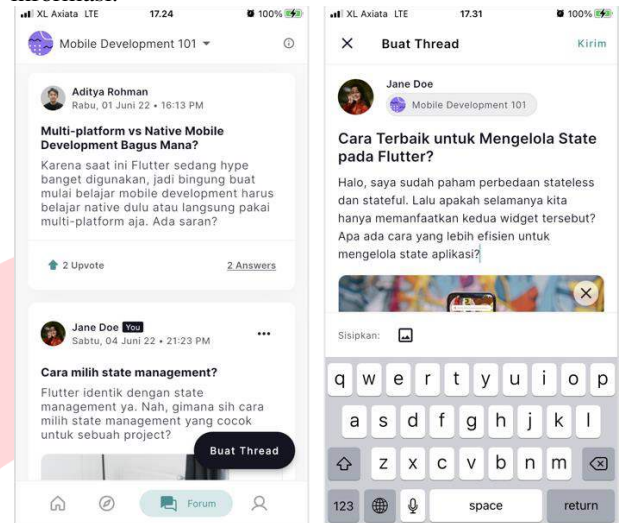 XL Axiata LTE 17.24 100%
Mobile Development 101
Aditya Rohman
Rabu, 01 Juni 22 • 16:13 PM
Multi-platform vs Native Mobile
Development Bagus Mana?
Karena saat ini Flutter sedang hype
banget digunakan, jadi bingung buat
mulai belajar mobile development harus
belajar native dulu atau langsung pakai
multi-platform aja. Ada saran?
2 Upvote 2 Answers
Jane Doe You
Sabtu, 04 Juni 22 • 21:23 PM
Cara milih state management?
Flutter identik dengan state
management ya. Nah, gimana sih cara
milih state management yang cocok
untuk sebuah project?
Buat Thread
Forum
XL Axiata LTE 17.31 100%
Buat Thread Kirim
Jane Doe
Mobile Development 101
Cara Terbaik untuk Mengelola State
pada Flutter?
Halo, saya sudah paham perbedaan stateless
dan stateful. Lalu apakah selamanya kita
hanya memanfaatkan kedua widget tersebut?
Apa ada cara yang lebih efisien untuk
mengelola state aplikasi?
Sisipkan:
q w e r t y u i o p
a s d f g h j k l
z x c v b n m
123 space return